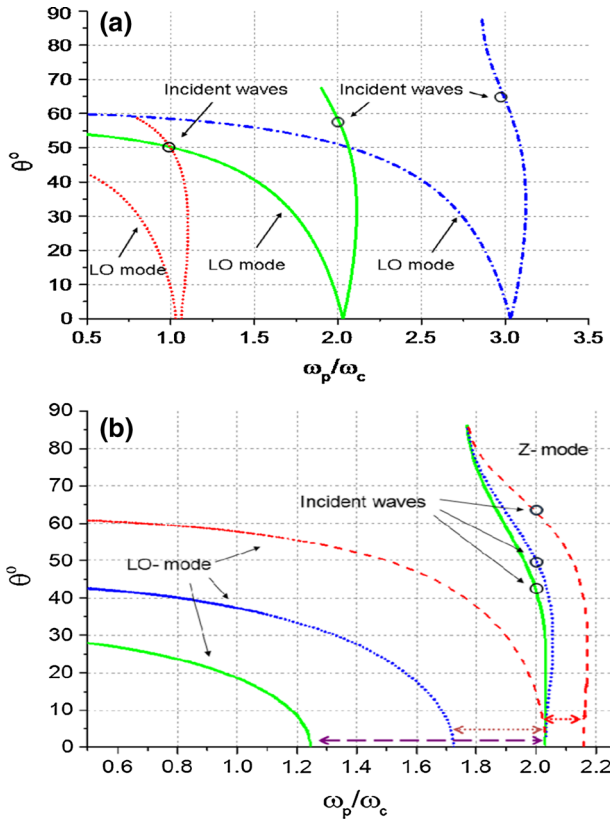 (a)
90
80
70
60
50
40
30
20
10
0
θ°
Incident waves
Incident waves
LO mode
LO mode
LO mode
0.5
1.0
1.5
2.0
2.5
3.0
3.5
ωp/ωc
(b)
90
80
70
60
50
40
30
20
10
0
θ°
Z- mode
Incident waves
LO- mode
0.6
0.8
1.0
1.2
1.4
1.6
1.8
2.0
2.2
ωp/ωc